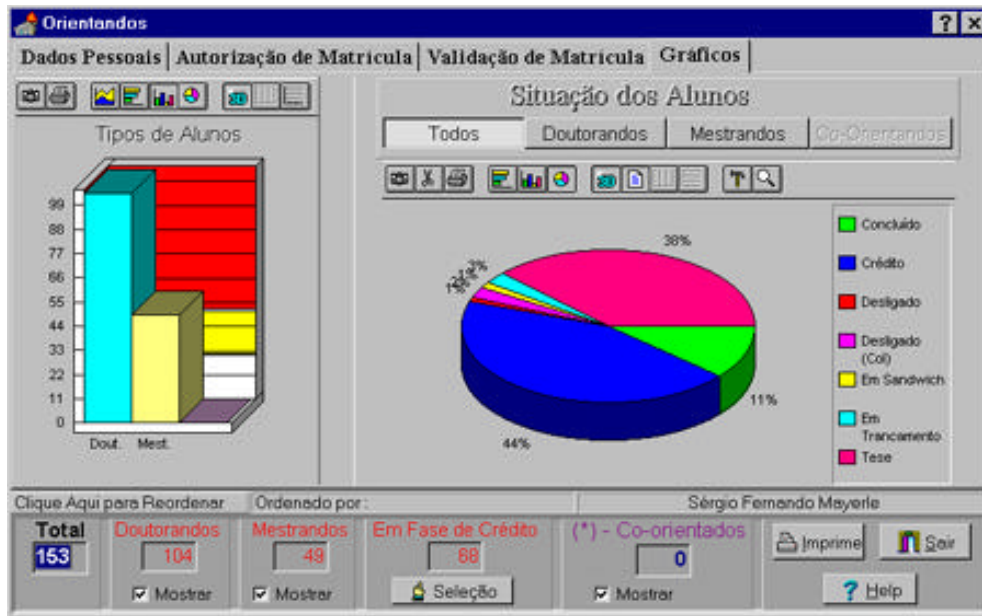 Orientandos
Dados Pessoais Autorização de Matrícula Validação de Matrícula Gráficos
Situação dos Alunos
Todos Doutorandos Mestrandos Co-Orientandos
Tipos de Alunos
99
88
77
66
55
44
33
22
11
0
Dout. Mest.
38%
11%
44%
Concluído
Crédito
Desligado
Desligado
(Col)
Em Sandwich
Em
Trancamento
Tese
Clique Aqui para Reordenar Ordenado por: Sérgio Fernando Mayerle
Total Doutorandos Mestrandos Em Fase de Crédito (*) - Co-orientados
153 104 49 68 0
Mostrar Mostrar Seleção Mostrar
Imprime Sair
Help